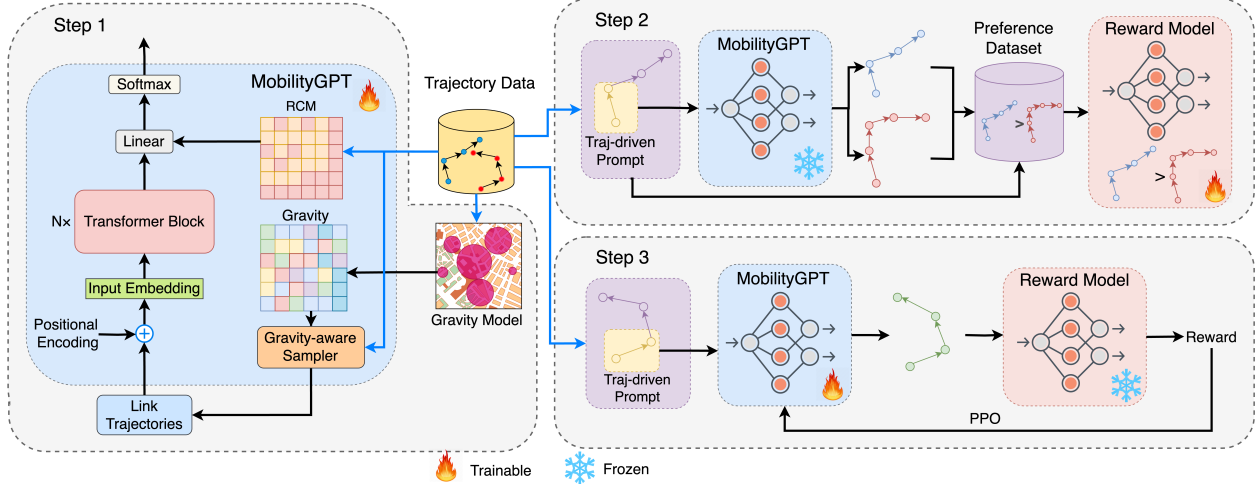 Step 1
Softmax
MobilityGPT
RCM
Linear
N×
Transformer Block
Gravity
Input Embedding
Positional
Encoding
+
Gravity-aware
Sampler
Link
Trajectories
Trajectory Data
Gravity Model
Step 2
MobilityGPT
Traj-driven
Prompt
Preference
Dataset
>
Reward Model
>
Step 3
MobilityGPT
Traj-driven
Prompt
Reward Model
Reward
PPO
Trainable
Frozen